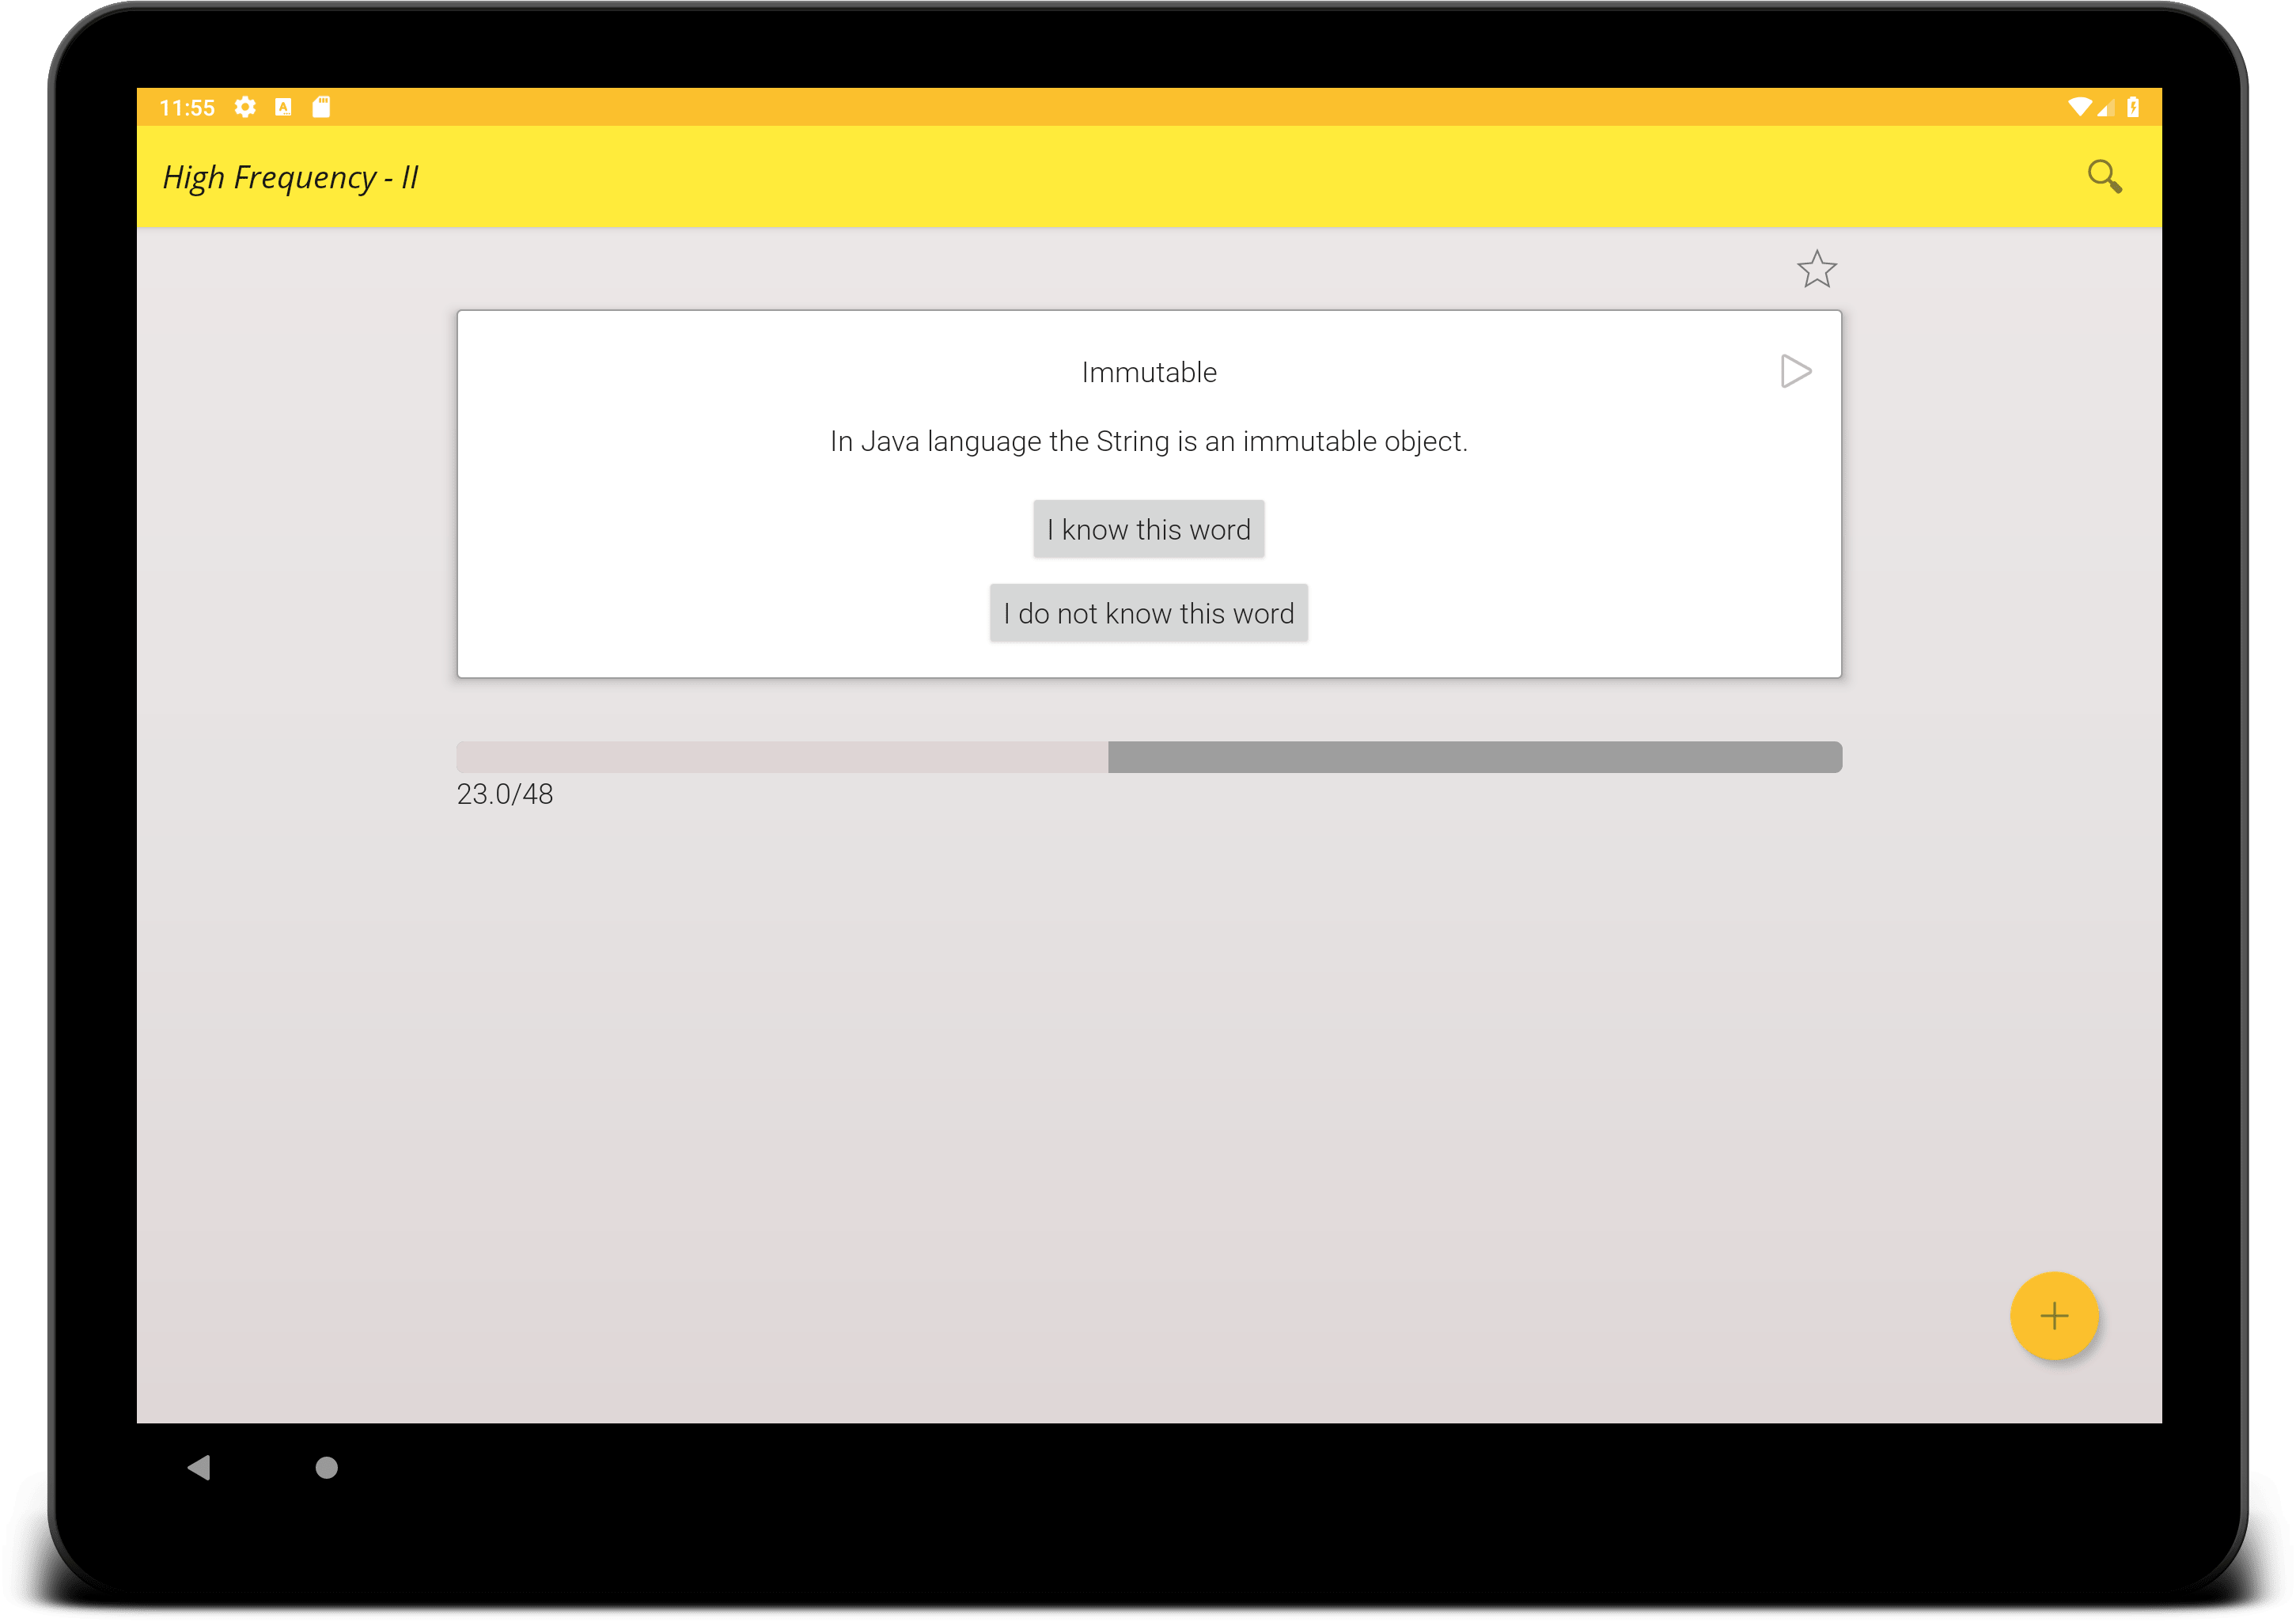 11:55
High Frequency - II
Immutable
In Java language the String is an immutable object.
I know this word
I do not know this word
23.0/48